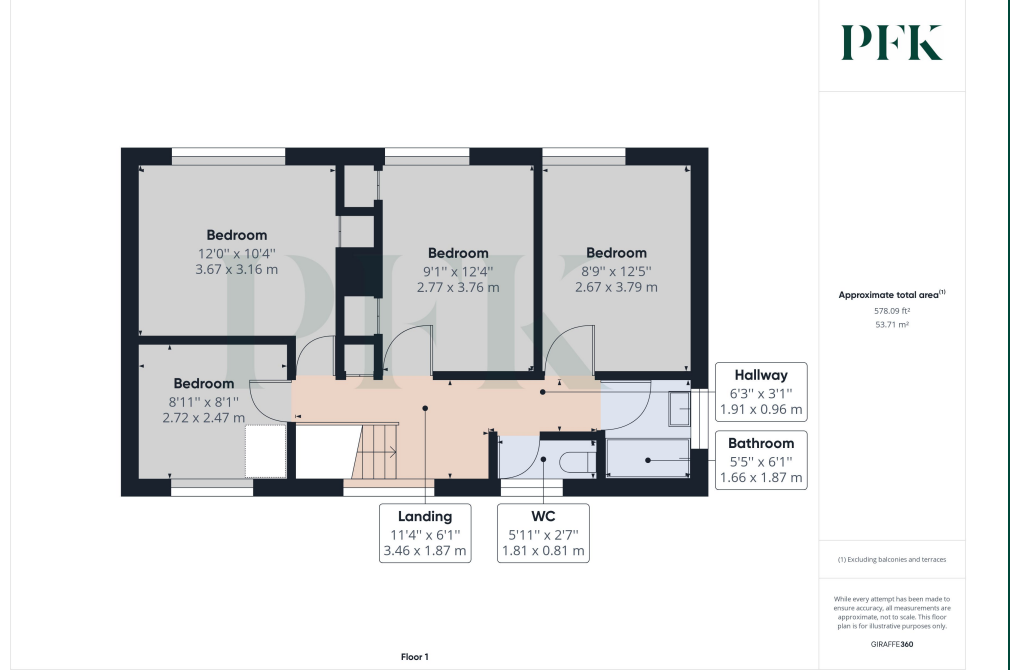 PFK
Bedroom
12'0'' x 10'4''
3.67 x 3.16 m
Bedroom
9'1'' x 12'4''
2.77 x 3.76 m
Bedroom
8'9'' x 12'5''
2.67 x 3.79 m
PFK
Bedroom
8'11'' x 8'1''
2.72 x 2.47 m
Hallway
6'3'' x 3'1''
1.91 x 0.96 m
Bathroom
5'5'' x 6'1''
1.66 x 1.87 m
Landing
11'4'' x 6'1''
3.46 x 1.87 m
WC
5'11'' x 2'7''
1.81 x 0.81 m
Floor 1
Approximate total area(1)
578.09 ft²
53.71 m²
(1) Excluding balconies and terraces
While every attempt has been made to
ensure accuracy, all measurements are
approximate, not to scale. This floor
plan is for illustrative purposes only.
GIRAFFE360